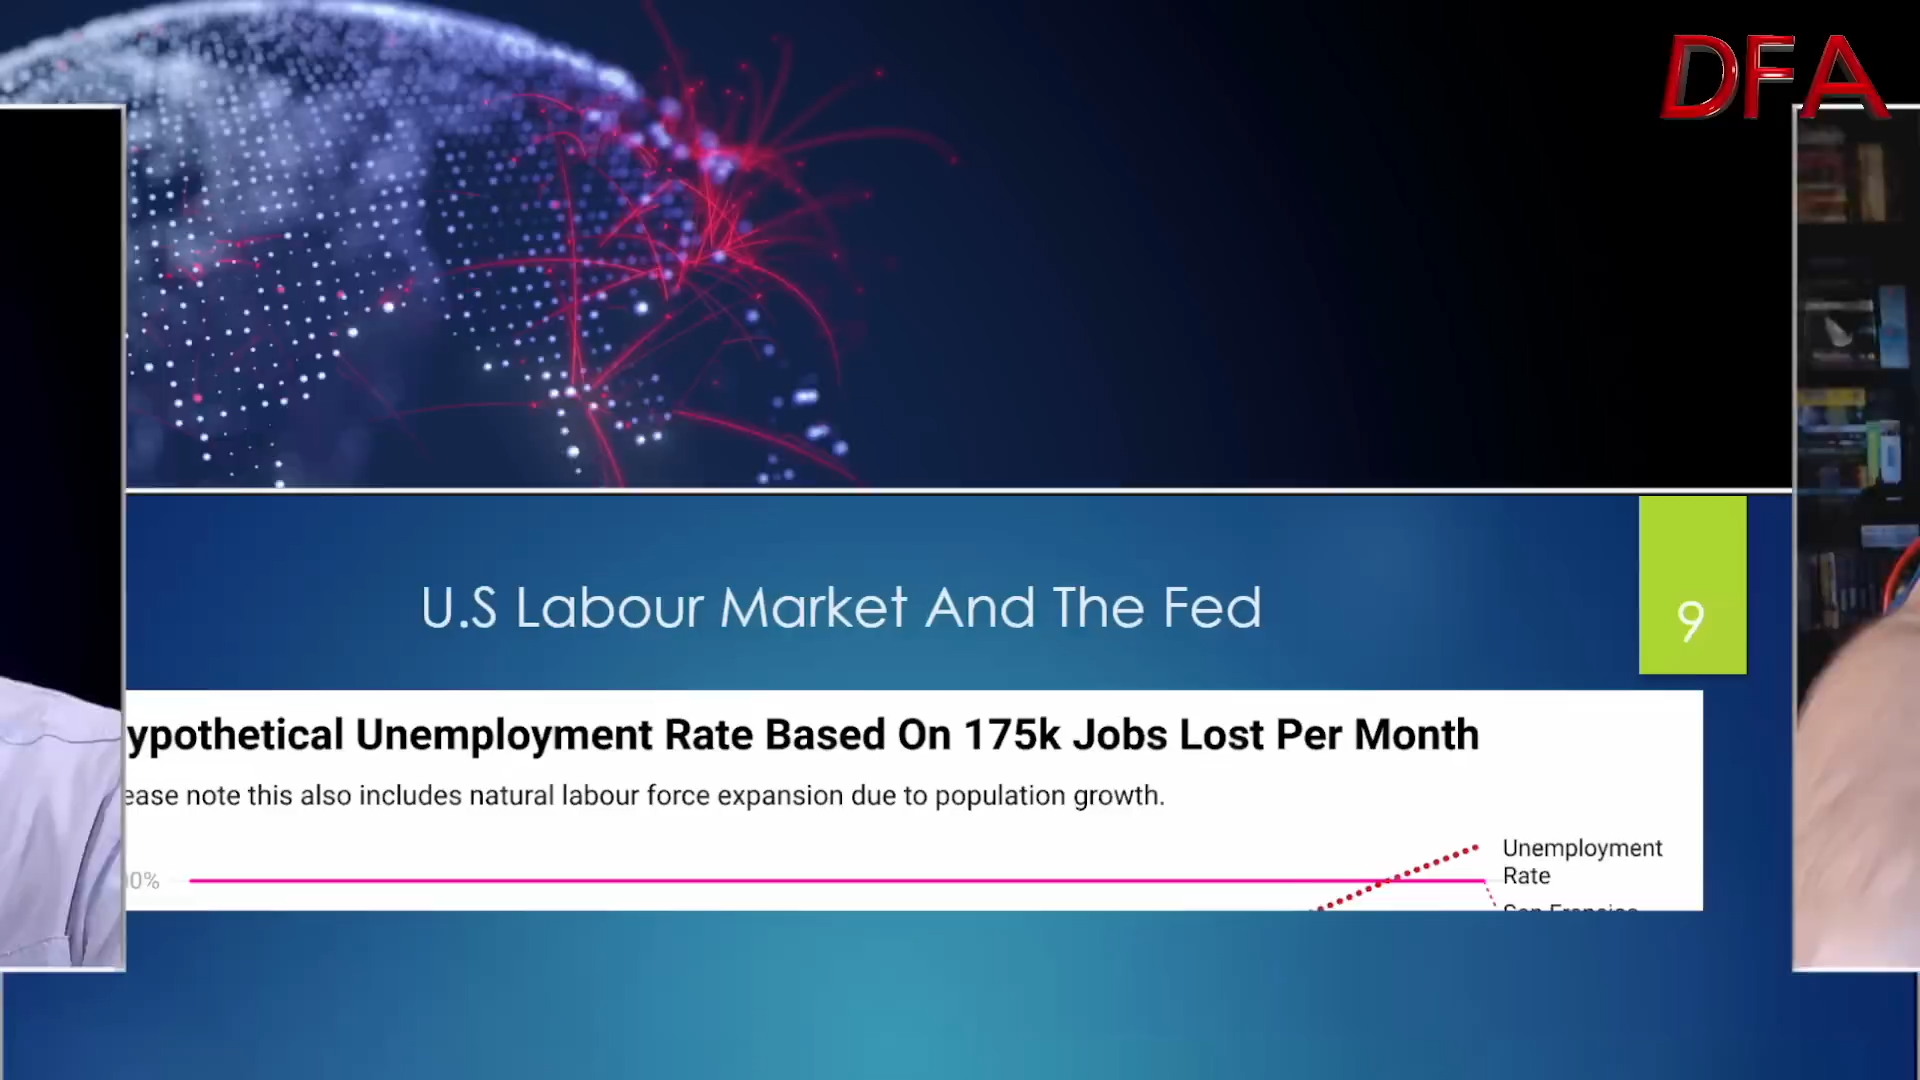 DFA
U.S Labour Market And The Fed
9
ypothetical Unemployment Rate Based On 175k Jobs Lost Per Month
ease note this also includes natural labour force expansion due to population growth.
Unemployment
Rate
0%